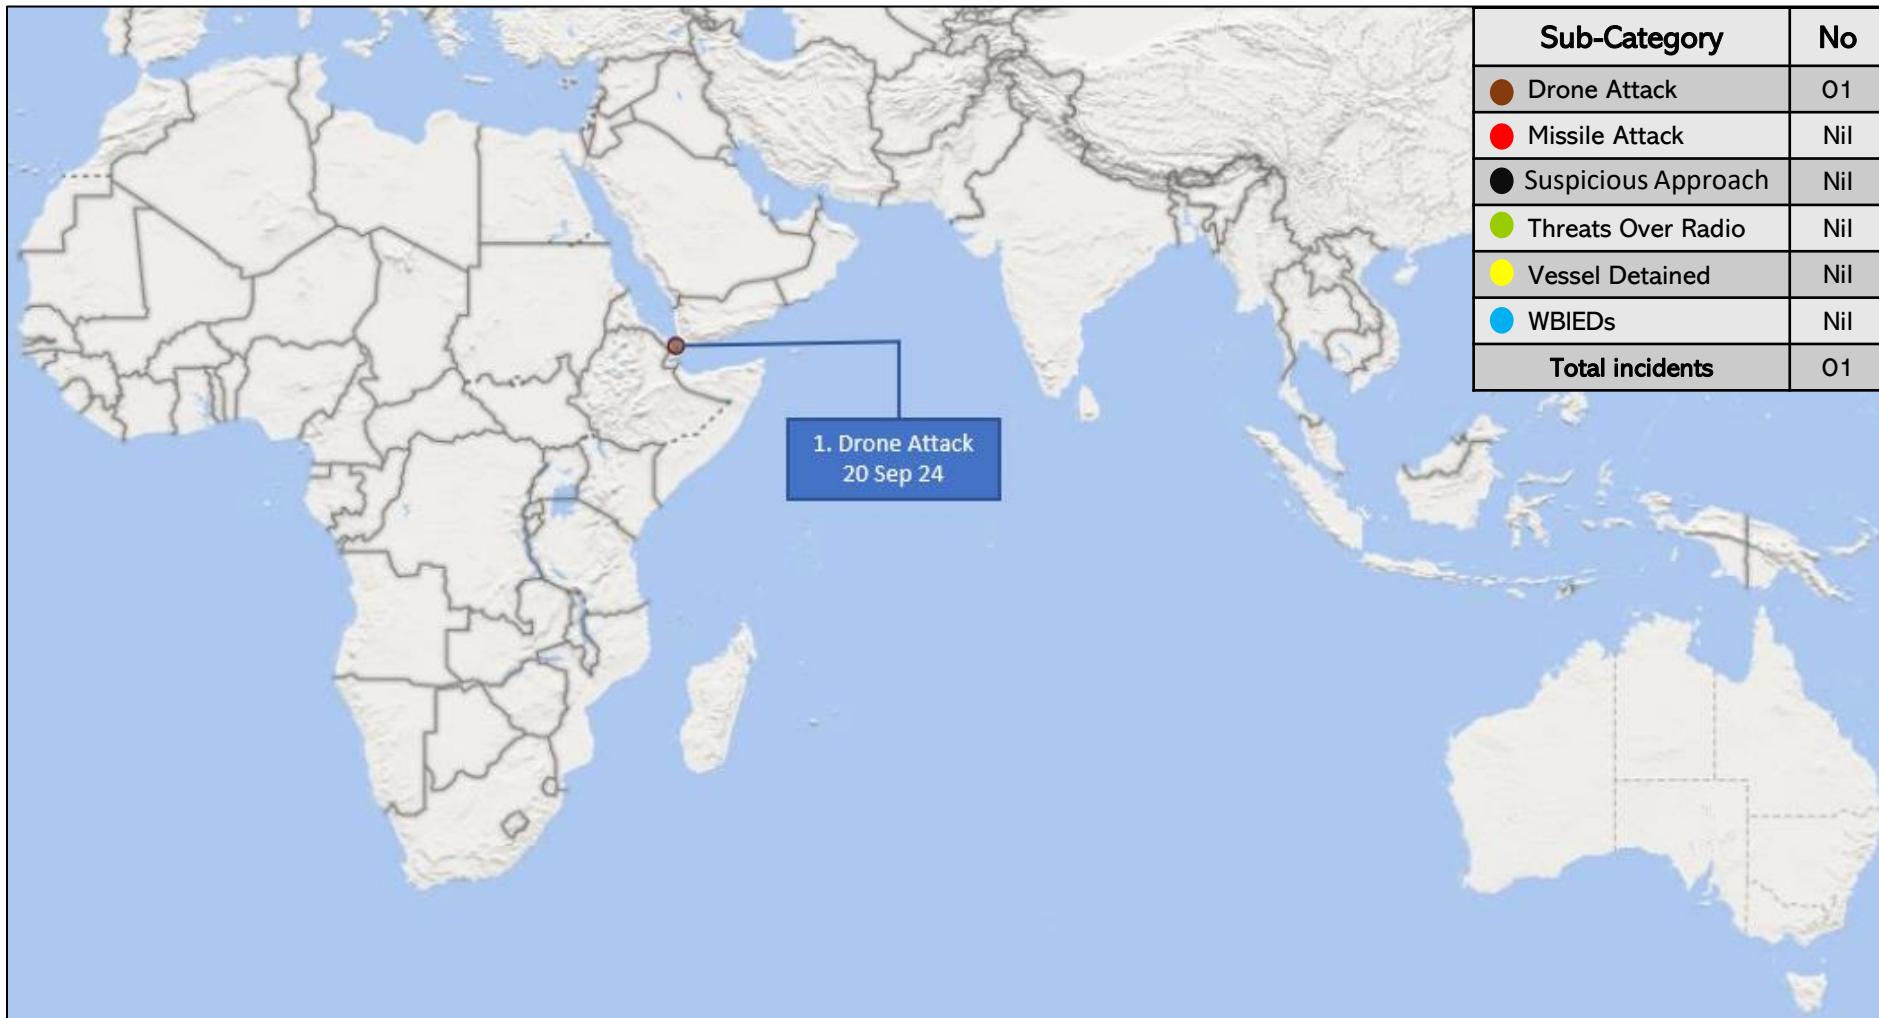 Sub-Category No
Drone Attack 01
Missile Attack Nil
Suspicious Approach Nil
Threats Over Radio Nil
Vessel Detained Nil
WBIEDs Nil
Total incidents 01
1. Drone Attack
20 Sep 24